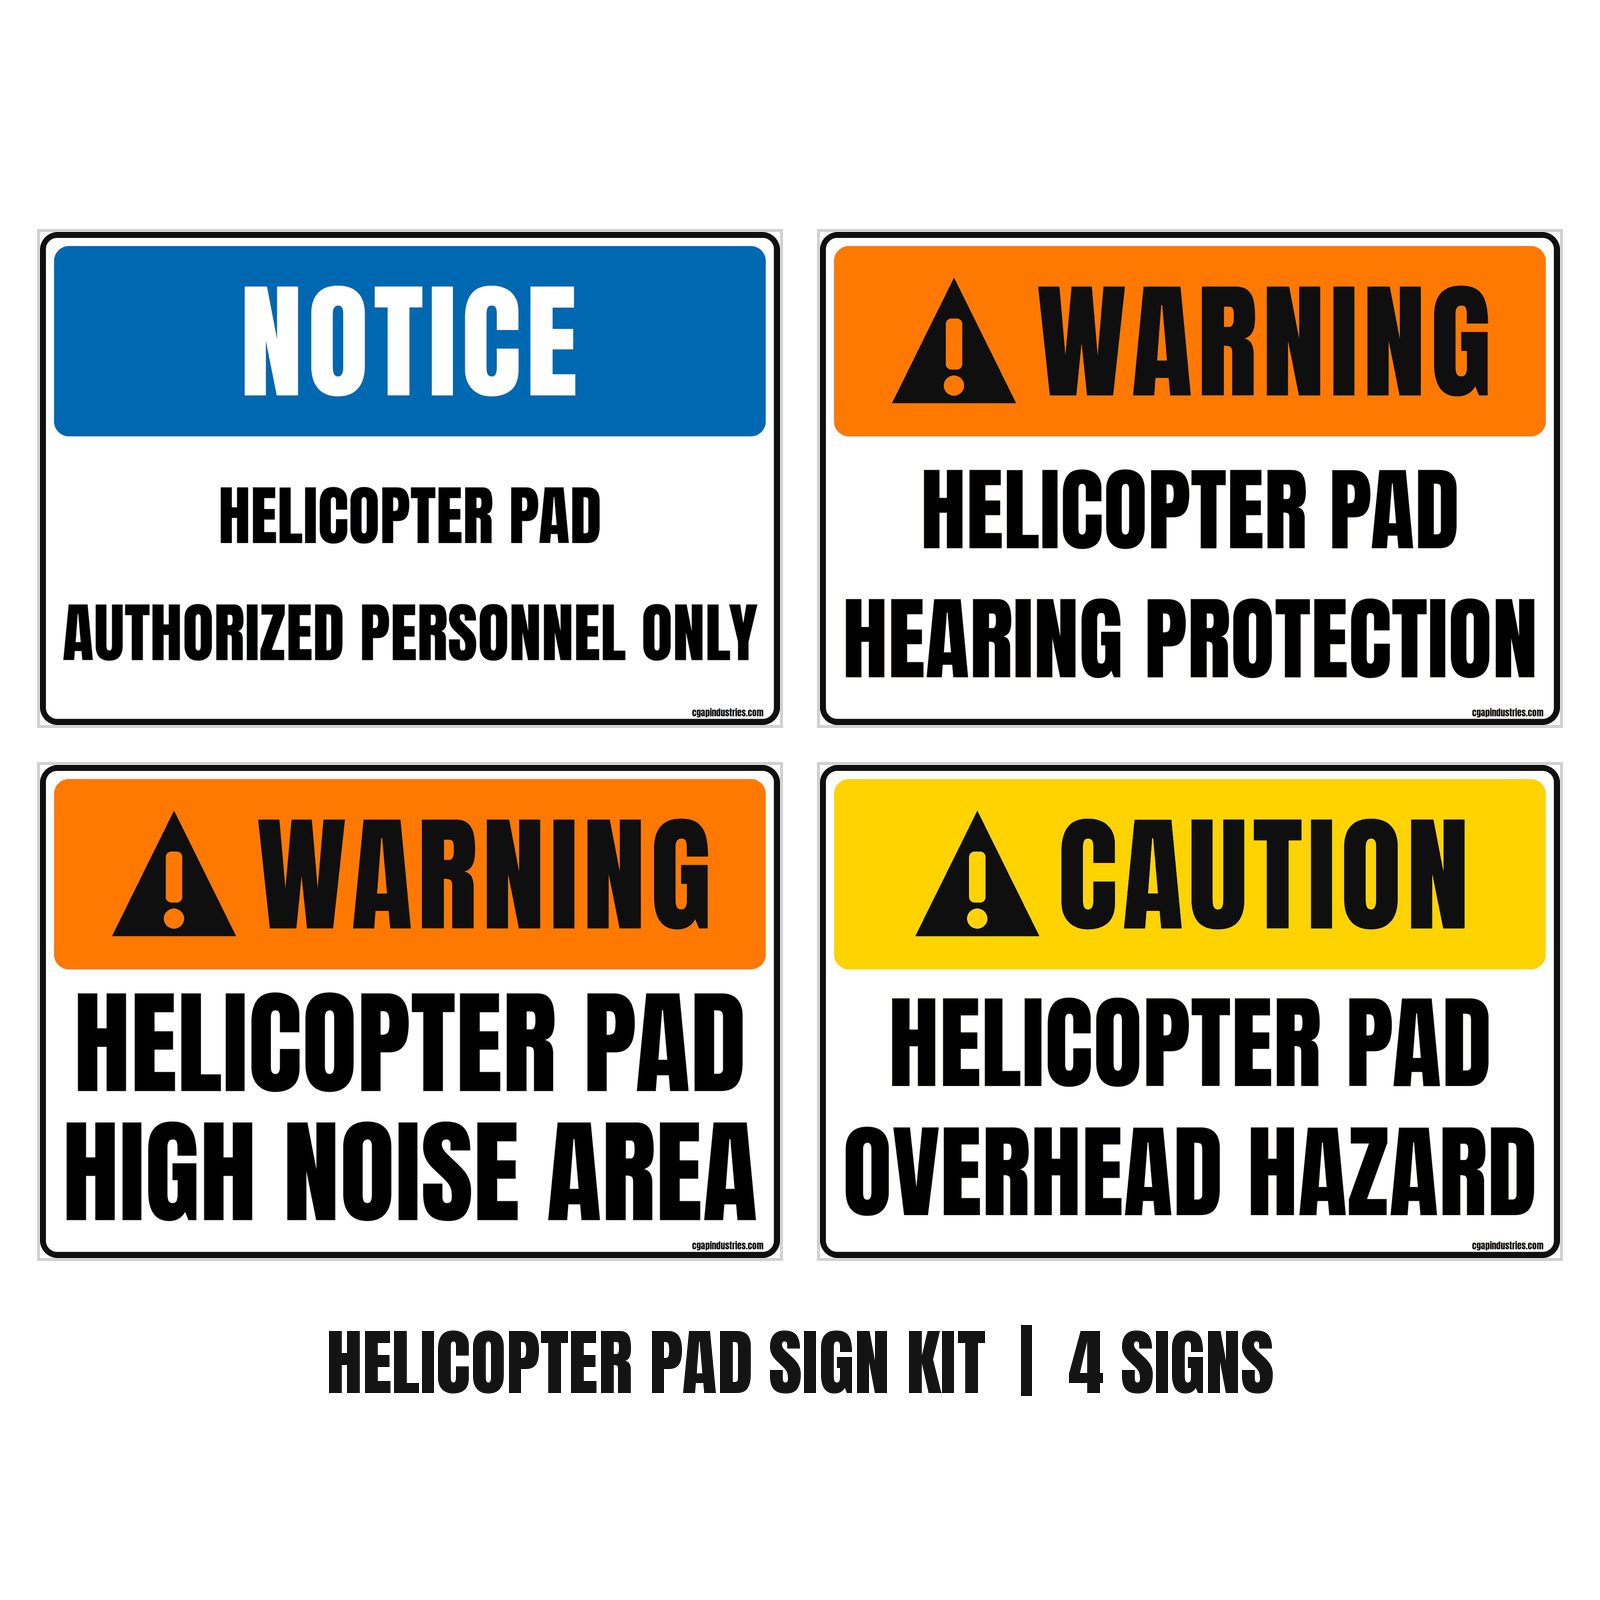 NOTICE
HELICOPTER PAD
AUTHORIZED PERSONNEL ONLY
cgapindustries.com
WARNING
HELICOPTER PAD
HEARING PROTECTION
cgapindustries.com
WARNING
HELICOPTER PAD
HIGH NOISE AREA
cgapindustries.com
CAUTION
HELICOPTER PAD
OVERHEAD HAZARD
cgapindustries.com
HELICOPTER PAD SIGN KIT | 4 SIGNS